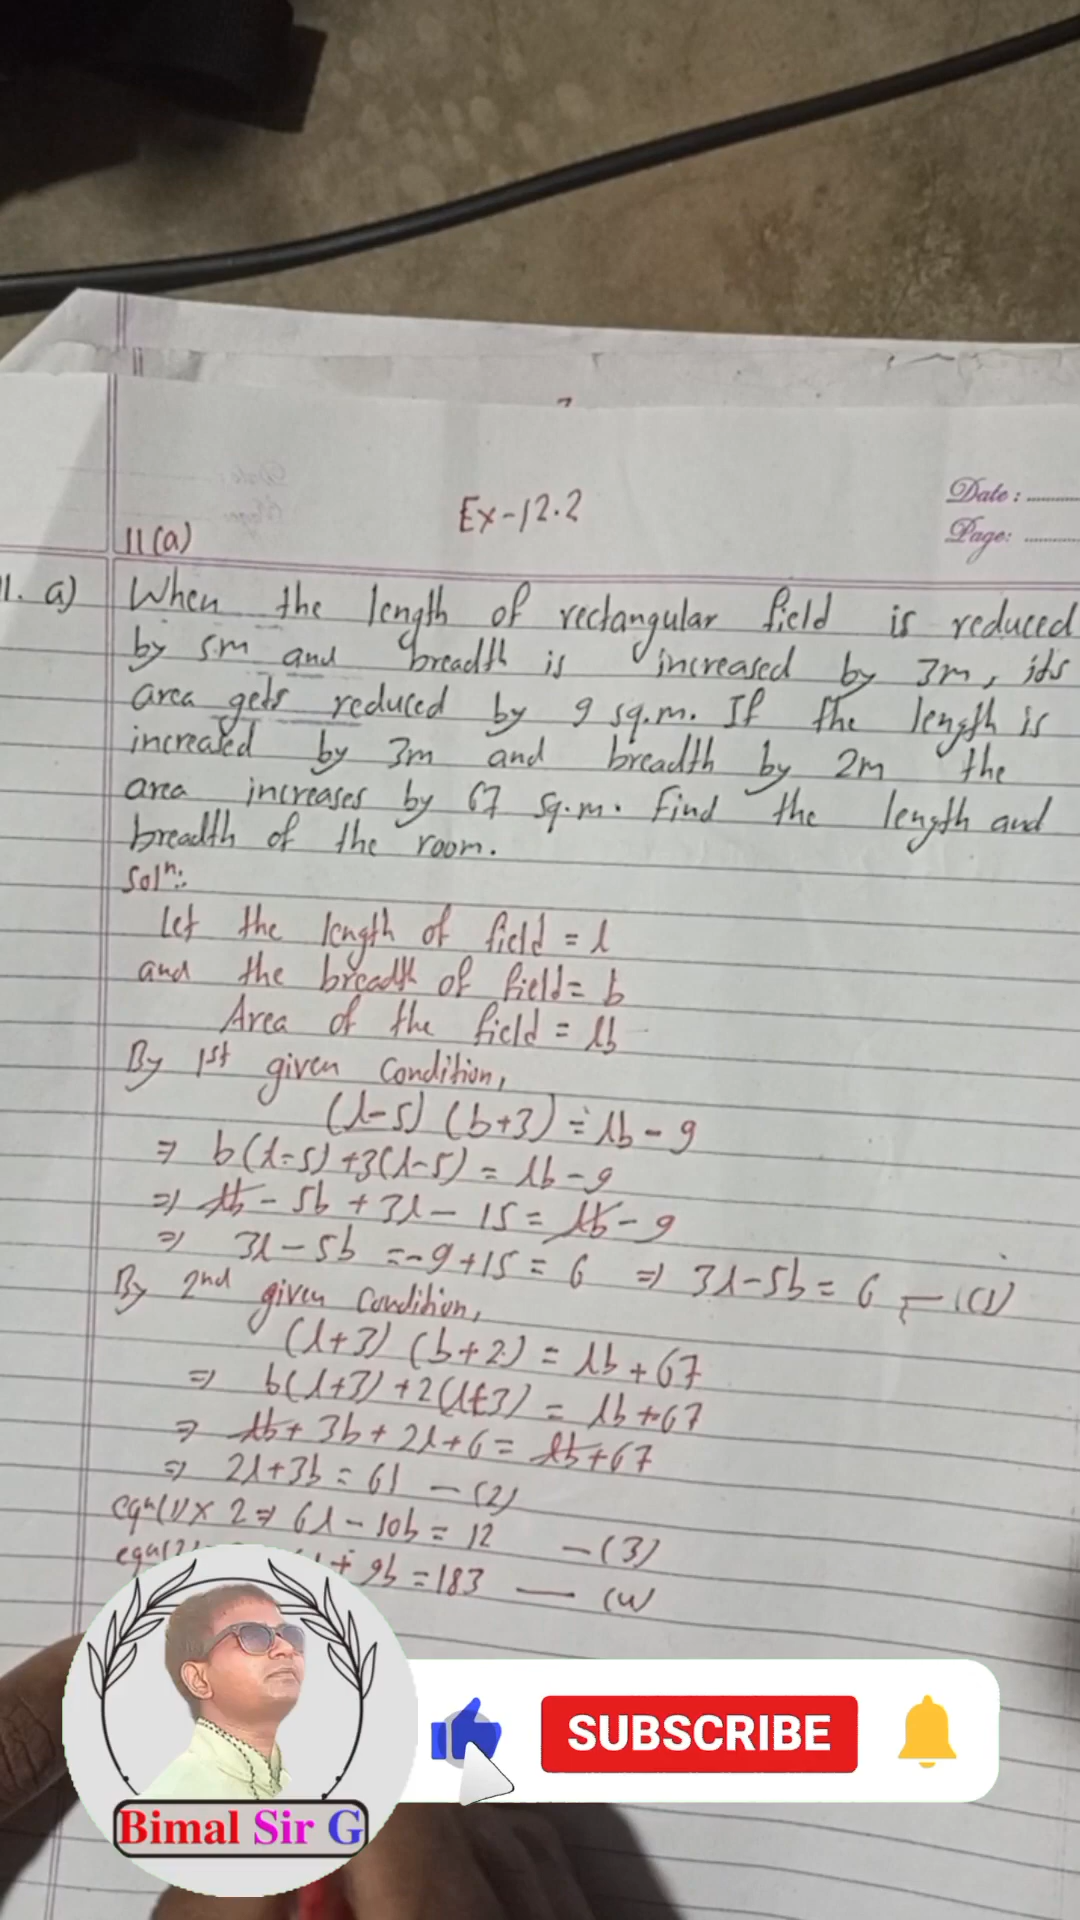 Ex-12.2
Date :
Page:
11(a)
1. a) When the length of rectangular field is reduced
by 5m and breadth is increased by 3m, its
area gets reduced by 9 sq.m. If the length is
increased by 3m and breadth by 2m the
area increases by 67 sq.m. Find the length and
breadth of the room.
Solⁿ:
Let the length of field = l
and the breadth of field = b
Area of the field = lb
By 1st given condition,
(l-5) (b+3) = lb - 9
⇒ b(l-5) +3(l-5) = lb - 9
⇒ lb - 5b + 3l - 15 = lb - 9
⇒ 3l - 5b = -9+15 = 6 ⇒ 3l-5b = 6 — (1)
By 2nd given condition,
(l+3) (b+2) = lb + 67
⇒ b(l+3) +2(l+3) = lb +67
⇒ lb + 3b + 2l + 6 = lb + 67
⇒ 2l+3b = 61 — (2)
eqn(1) x 2 ⇒ 6l - 10b = 12 — (3)
+ 9b = 183 — (4)
SUBSCRIBE
Bimal Sir G